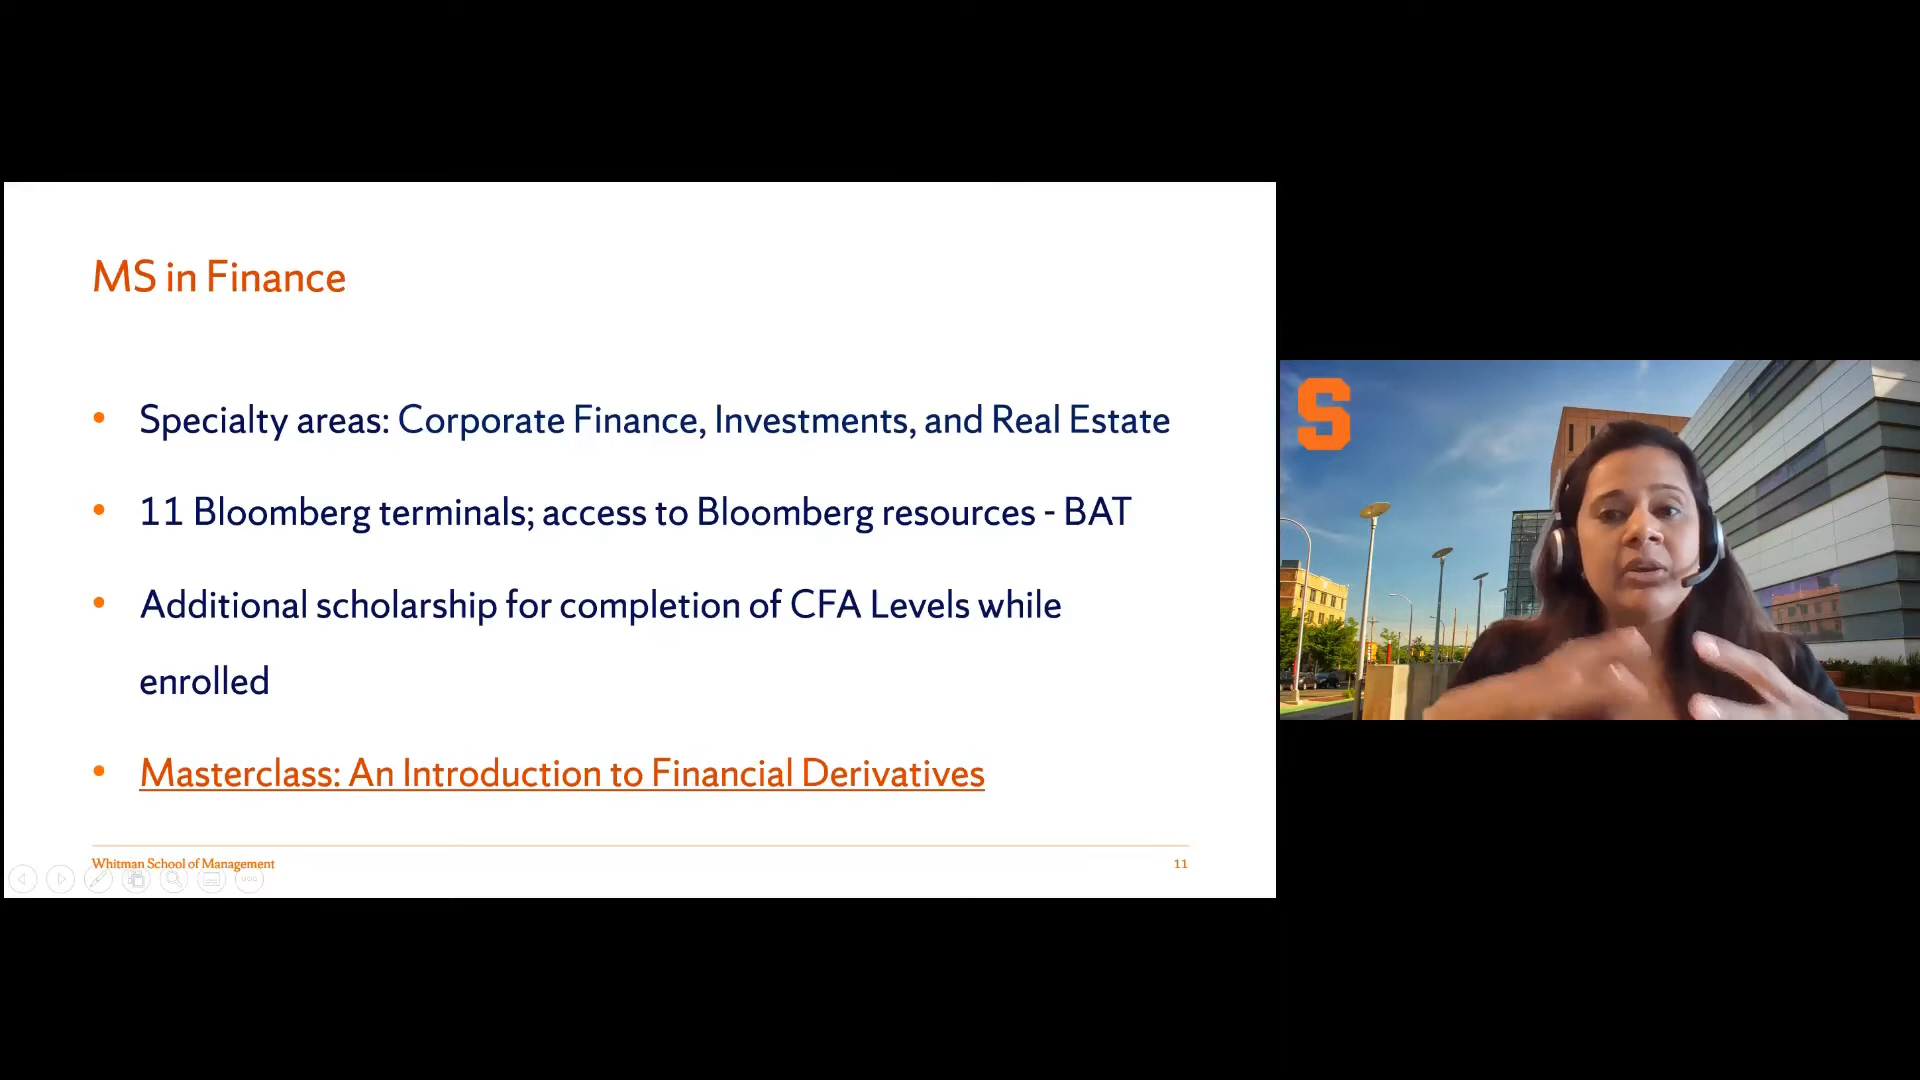 MS in Finance
• Specialty areas: Corporate Finance, Investments, and Real Estate
• 11 Bloomberg terminals; access to Bloomberg resources - BAT
• Additional scholarship for completion of CFA Levels while
enrolled
• Masterclass: An Introduction to Financial Derivatives
Whitman School of Management
11
S